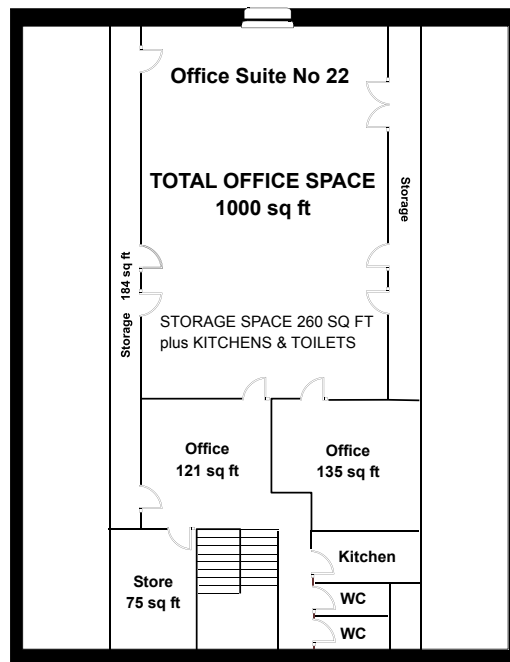 Office Suite No 22
TOTAL OFFICE SPACE
1000 sq ft
Storage
Storage 184 sq ft
STORAGE SPACE 260 SQ FT
plus KITCHENS & TOILETS
Office
121 sq ft
Office
135 sq ft
Kitchen
Store
75 sq ft
WC
WC